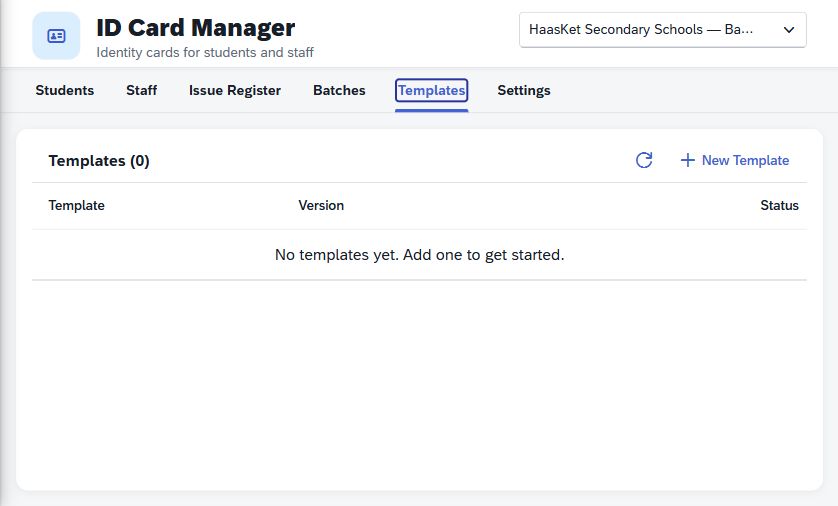 ID Card Manager
Identity cards for students and staff
HaasKet Secondary Schools — Ba...
Students Staff Issue Register Batches Templates Settings
Templates (0)
New Template
Template Version Status
No templates yet. Add one to get started.